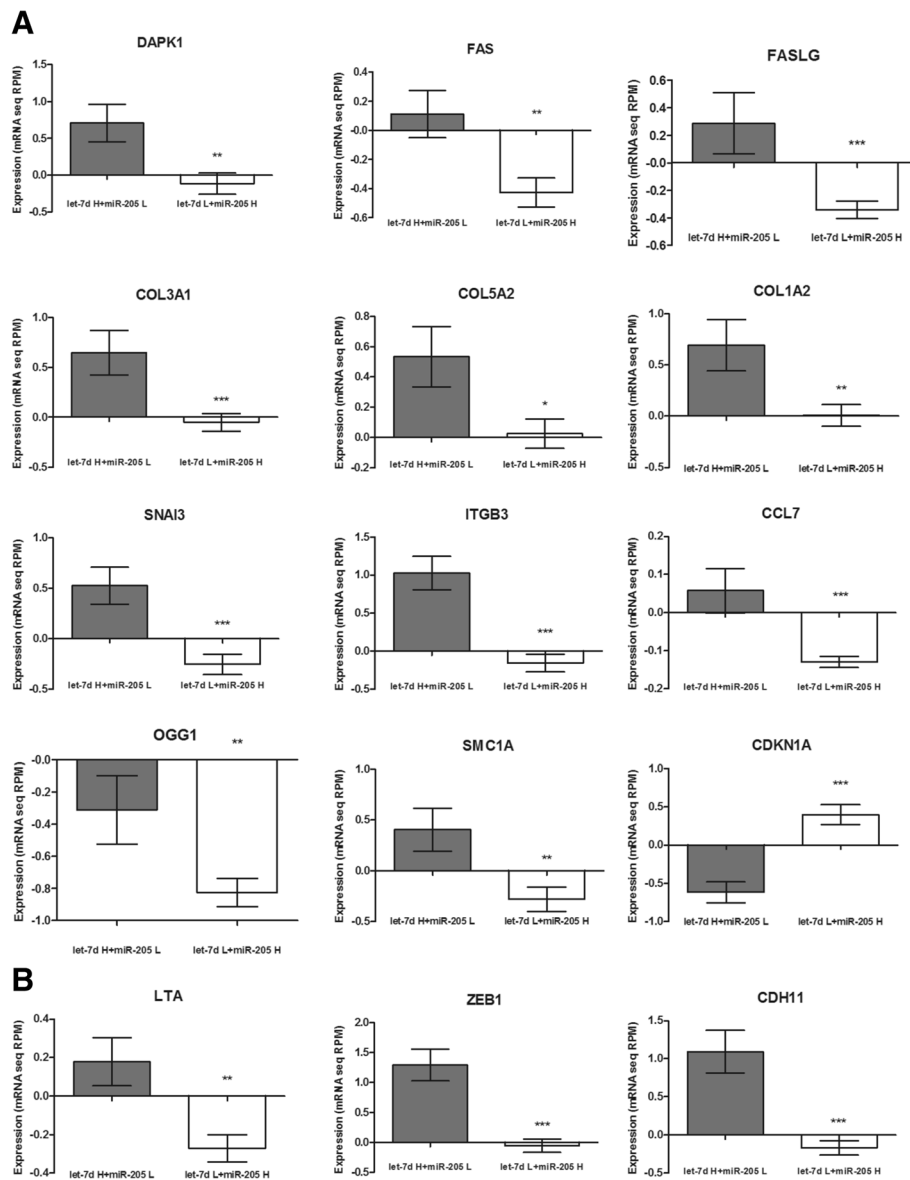 A
DAPK1
Expression (mRNA seq RPM)
1.5
1.0
0.5
0.0
-0.5
**
let-7d H+miR-205 L
let-7d L+miR-205 H
FAS
Expression (mRNA seq RPM)
0.4
0.2
-0.0
-0.2
-0.4
-0.6
**
let-7d H+miR-205 L
let-7d L+miR-205 H
FASLG
Expression (mRNA seq RPM)
0.6
0.4
0.2
-0.0
-0.2
-0.4
-0.6
***
let-7d H+miR-205 L
let-7d L+miR-205 H
COL3A1
Expression (mRNA seq RPM)
1.0
0.5
0.0
-0.5
***
let-7d H+miR-205 L
let-7d L+miR-205 H
COL5A2
Expression (mRNA seq RPM)
0.8
0.6
0.4
0.2
0.0
-0.2
*
let-7d H+miR-205 L
let-7d L+miR-205 H
COL1A2
Expression (mRNA seq RPM)
1.0
0.5
0.0
-0.5
**
let-7d H+miR-205 L
let-7d L+miR-205 H
SNAI3
Expression (mRNA seq RPM)
1.0
0.5
0.0
-0.5
***
let-7d H+miR-205 L
let-7d L+miR-205 H
ITGB3
Expression (mRNA seq RPM)
1.5
1.0
0.5
0.0
-0.5
***
let-7d H+miR-205 L
let-7d L+miR-205 H
CCL7
Expression (mRNA seq RPM)
0.2
0.1
0.0
-0.1
-0.2
***
let-7d H+miR-205 L
let-7d L+miR-205 H
OGG1
Expression (mRNA seq RPM)
-0.0
-0.2
-0.4
-0.6
-0.8
-1.0
**
let-7d H+miR-205 L
let-7d L+miR-205 H
SMC1A
Expression (mRNA seq RPM)
1.0
0.5
0.0
-0.5
**
let-7d H+miR-205 L
let-7d L+miR-205 H
CDKN1A
Expression (mRNA seq RPM)
1.0
0.5
0.0
-0.5
-1.0
***
let-7d H+miR-205 L
let-7d L+miR-205 H
B
LTA
Expression (mRNA seq RPM)
0.4
0.2
0.0
-0.2
-0.4
**
let-7d H+miR-205 L
let-7d L+miR-205 H
ZEB1
Expression (mRNA seq RPM)
2.0
1.5
1.0
0.5
0.0
-0.5
***
let-7d H+miR-205 L
let-7d L+miR-205 H
CDH11
Expression (mRNA seq RPM)
1.5
1.0
0.5
0.0
-0.5
***
let-7d H+miR-205 L
let-7d L+miR-205 H